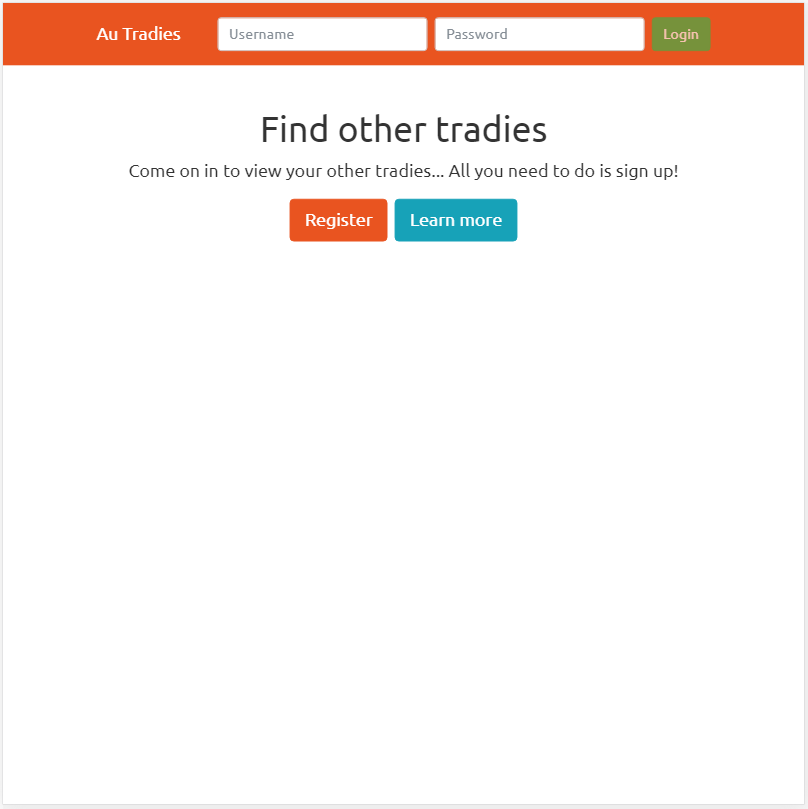 Au Tradies Username Password Login
Find other tradies
Come on in to view your other tradies... All you need to do is sign up!
Register Learn more